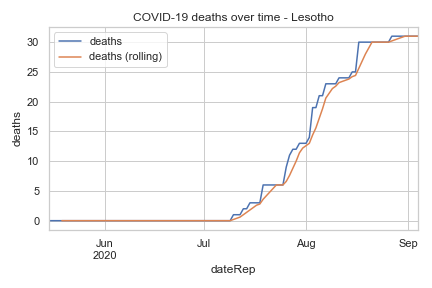 COVID-19 deaths over time - Lesotho
deaths
deaths (rolling)
30
25
20
15
10
5
0
deaths
Jun
2020
Jul
Aug
Sep
dateRep